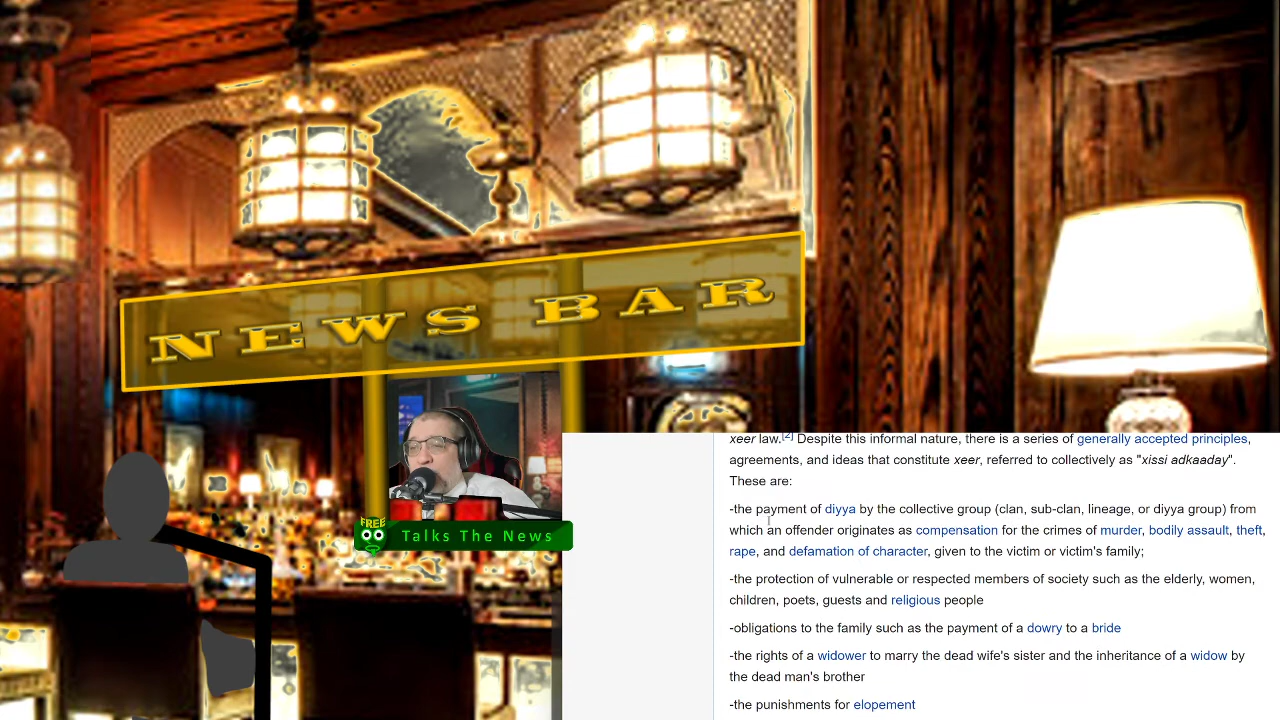 NEWS BAR
FREE
Talks The News
xeer law.[2] Despite this informal nature, there is a series of generally accepted principles,
agreements, and ideas that constitute xeer, referred to collectively as "xissi adkaaday".
These are:
-the payment of diyya by the collective group (clan, sub-clan, lineage, or diyya group) from
which an offender originates as compensation for the crimes of murder, bodily assault, theft,
rape, and defamation of character, given to the victim or victim's family;
-the protection of vulnerable or respected members of society such as the elderly, women,
children, poets, guests and religious people
-obligations to the family such as the payment of a dowry to a bride
-the rights of a widower to marry the dead wife's sister and the inheritance of a widow by
the dead man's brother
-the punishments for elopement